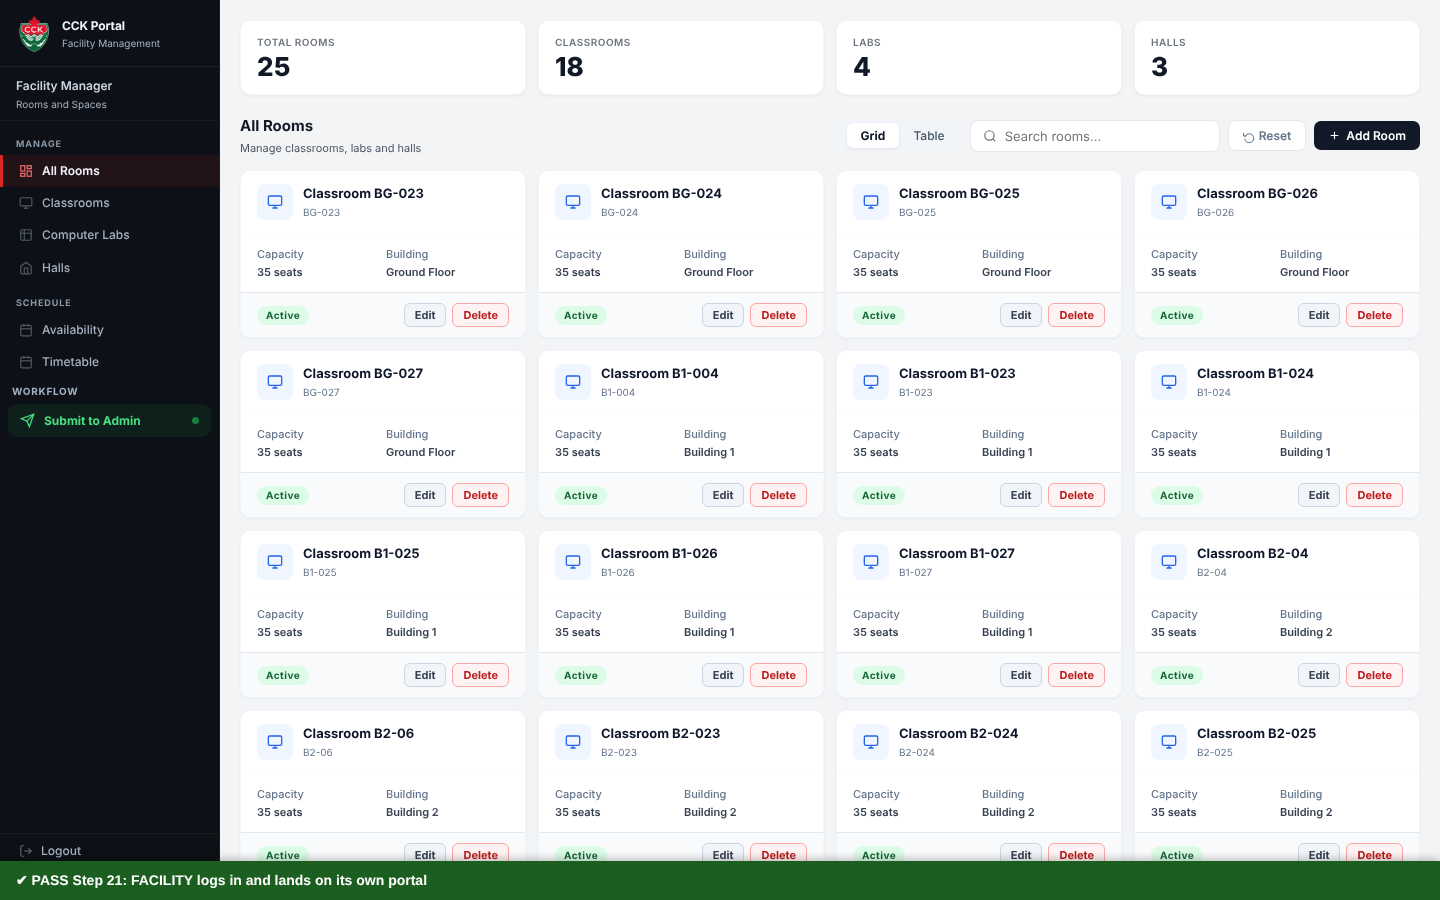 CCK
CCK Portal
Facility Management
Facility Manager
Rooms and Spaces
MANAGE
All Rooms
Classrooms
Computer Labs
Halls
SCHEDULE
Availability
Timetable
WORKFLOW
Submit to Admin
Logout
TOTAL ROOMS
25
CLASSROOMS
18
LABS
4
HALLS
3
All Rooms
Manage classrooms, labs and halls
Grid Table
Search rooms...
Reset
+ Add Room
Classroom BG-023
BG-023
Capacity Building
35 seats Ground Floor
Active Edit Delete
Classroom BG-024
BG-024
Capacity Building
35 seats Ground Floor
Active Edit Delete
Classroom BG-025
BG-025
Capacity Building
35 seats Ground Floor
Active Edit Delete
Classroom BG-026
BG-026
Capacity Building
35 seats Ground Floor
Active Edit Delete
Classroom BG-027
BG-027
Capacity Building
35 seats Ground Floor
Active Edit Delete
Classroom B1-004
B1-004
Capacity Building
35 seats Building 1
Active Edit Delete
Classroom B1-023
B1-023
Capacity Building
35 seats Building 1
Active Edit Delete
Classroom B1-024
B1-024
Capacity Building
35 seats Building 1
Active Edit Delete
Classroom B1-025
B1-025
Capacity Building
35 seats Building 1
Active Edit Delete
Classroom B1-026
B1-026
Capacity Building
35 seats Building 1
Active Edit Delete
Classroom B1-027
B1-027
Capacity Building
35 seats Building 1
Active Edit Delete
Classroom B2-04
B2-04
Capacity Building
35 seats Building 2
Active Edit Delete
Classroom B2-06
B2-06
Capacity Building
35 seats Building 2
Active Edit Delete
Classroom B2-023
B2-023
Capacity Building
35 seats Building 2
Active Edit Delete
Classroom B2-024
B2-024
Capacity Building
35 seats Building 2
Active Edit Delete
Classroom B2-025
B2-025
Capacity Building
35 seats Building 2
Active Edit Delete
✔ PASS Step 21: FACILITY logs in and lands on its own portal